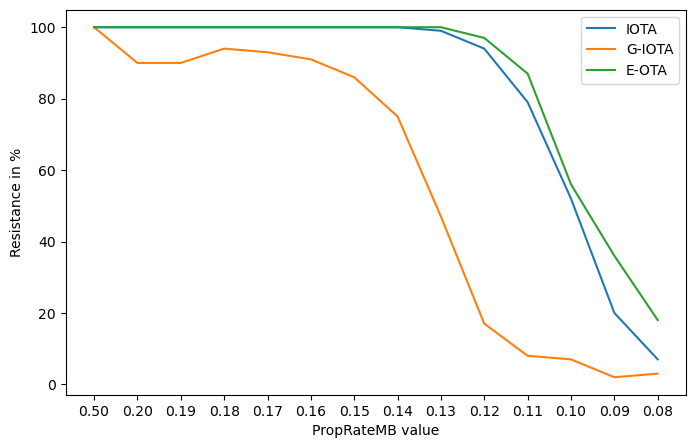 100
80
60
40
20
0
Resistance in %
IOTA
G-IOTA
E-OTA
0.50 0.20 0.19 0.18 0.17 0.16 0.15 0.14 0.13 0.12 0.11 0.10 0.09 0.08
PropRateMB value